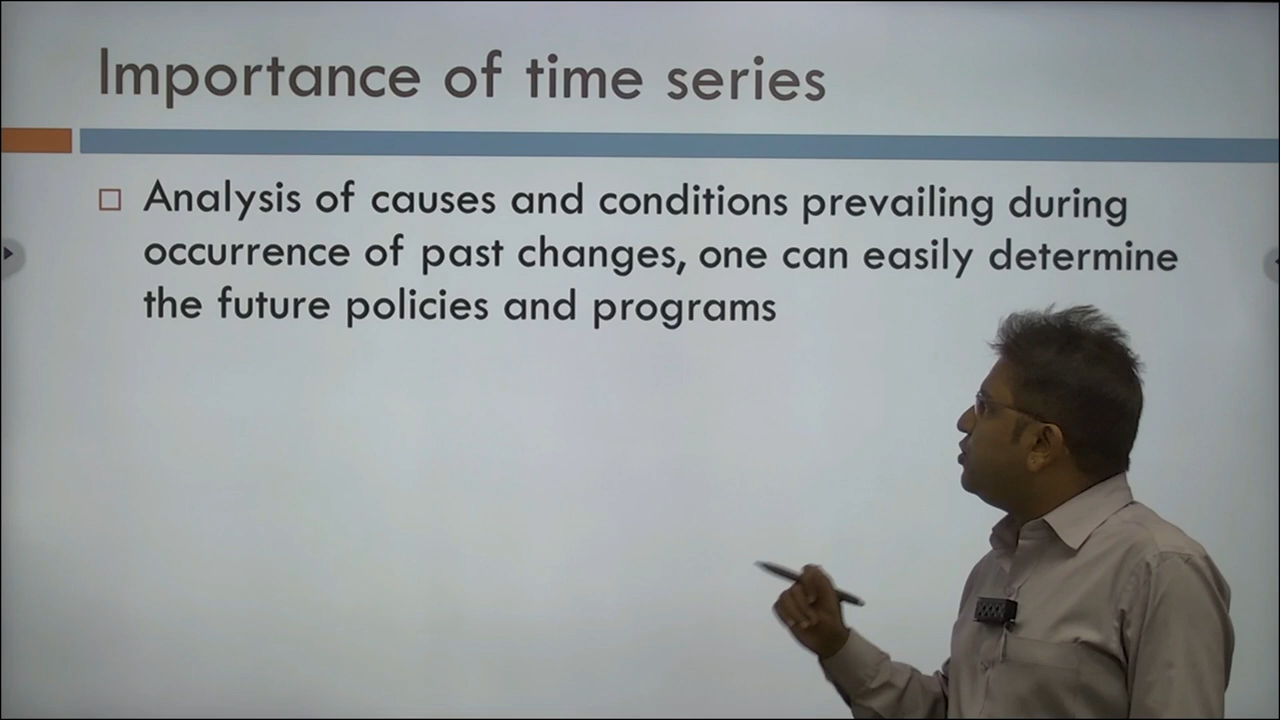 Importance of time series
Analysis of causes and conditions prevailing during
occurrence of past changes, one can easily determine
the future policies and programs